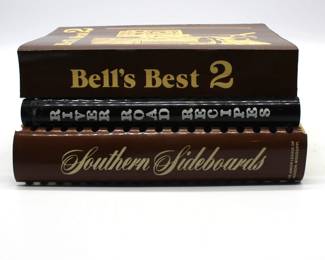 Bell's Best 2
RIVER ROAD RECIPES
Southern Sideboards